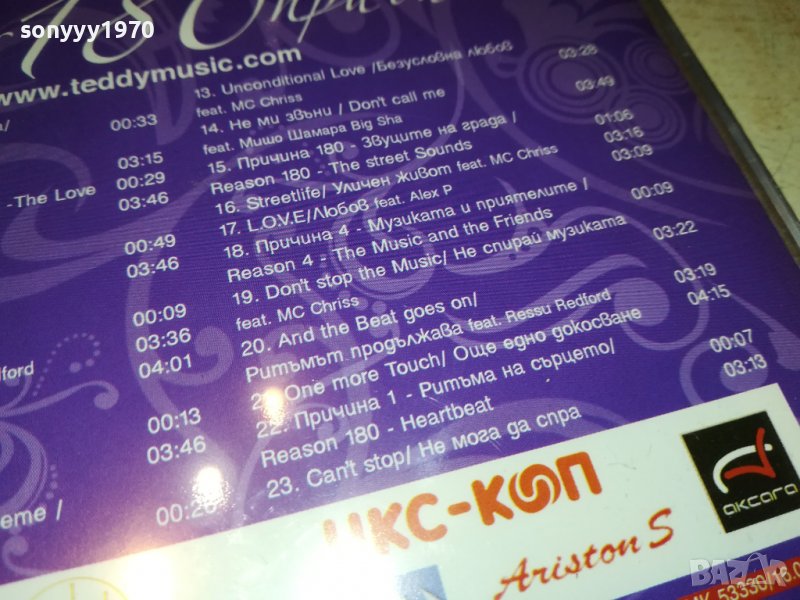 sonyyy1970
www.teddymusic.com
00:33
-The Love
03:15
00:29
03:46
00:49
03:46
00:09
03:36
04:01
00:13
03:46
eme /
13. Unconditional Love /Безусловна любов 03:28
feat. MC Chriss
14. Не ми звъни / Don't call me 03:49
feat. Мишо Шамара Big Sha
15. Причина 180 - Звуците на града / 01:06
Reason 180 - The street Sounds
16. Streetlife/ Уличен живот feat. MC Chriss 03:16
17. L.O.V.E/Любов feat. Alex P 03:09
18. Причина 4 - Музиката и приятелите / 00:09
Reason 4 - The Music and the Friends
19. Don't stop the Music/ Не спирай музиката 03:22
feat. MC Chriss
20. And the Beat goes on/ 03:19
Ритъмът продължава feat. Ressu Redford
One more Touch/ Още едно докосване 04:15
22. Причина 1 - Ритъма на сърцето/ 00:07
Reason 180 - Heartbeat
23. Can't stop/ Не мога да спра 03:13
Ariston S
аксага
БАЗАР